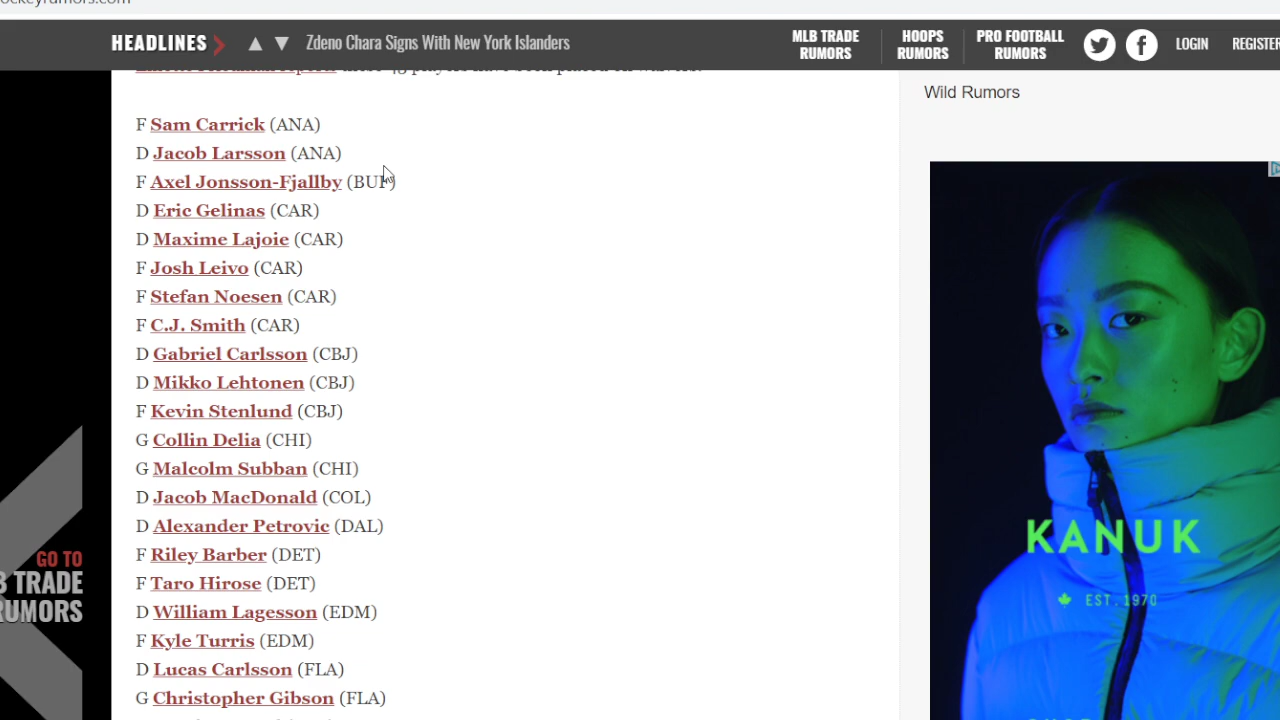 HEADLINES Zdeno Chara Signs With New York Islanders
MLB TRADE RUMORS
HOOPS RUMORS
PRO FOOTBALL RUMORS
LOGIN
REGISTER
Wild Rumors
F Sam Carrick (ANA)
D Jacob Larsson (ANA)
F Axel Jonsson-Fjallby (BUF)
D Eric Gelinas (CAR)
D Maxime Lajoie (CAR)
F Josh Leivo (CAR)
F Stefan Noesen (CAR)
F C.J. Smith (CAR)
D Gabriel Carlsson (CBJ)
D Mikko Lehtonen (CBJ)
F Kevin Stenlund (CBJ)
G Collin Delia (CHI)
G Malcolm Subban (CHI)
D Jacob MacDonald (COL)
D Alexander Petrovic (DAL)
F Riley Barber (DET)
F Taro Hirose (DET)
D William Lagesson (EDM)
F Kyle Turris (EDM)
D Lucas Carlsson (FLA)
G Christopher Gibson (FLA)
GO TO
B TRADE
RUMORS
KANUK
EST. 1970